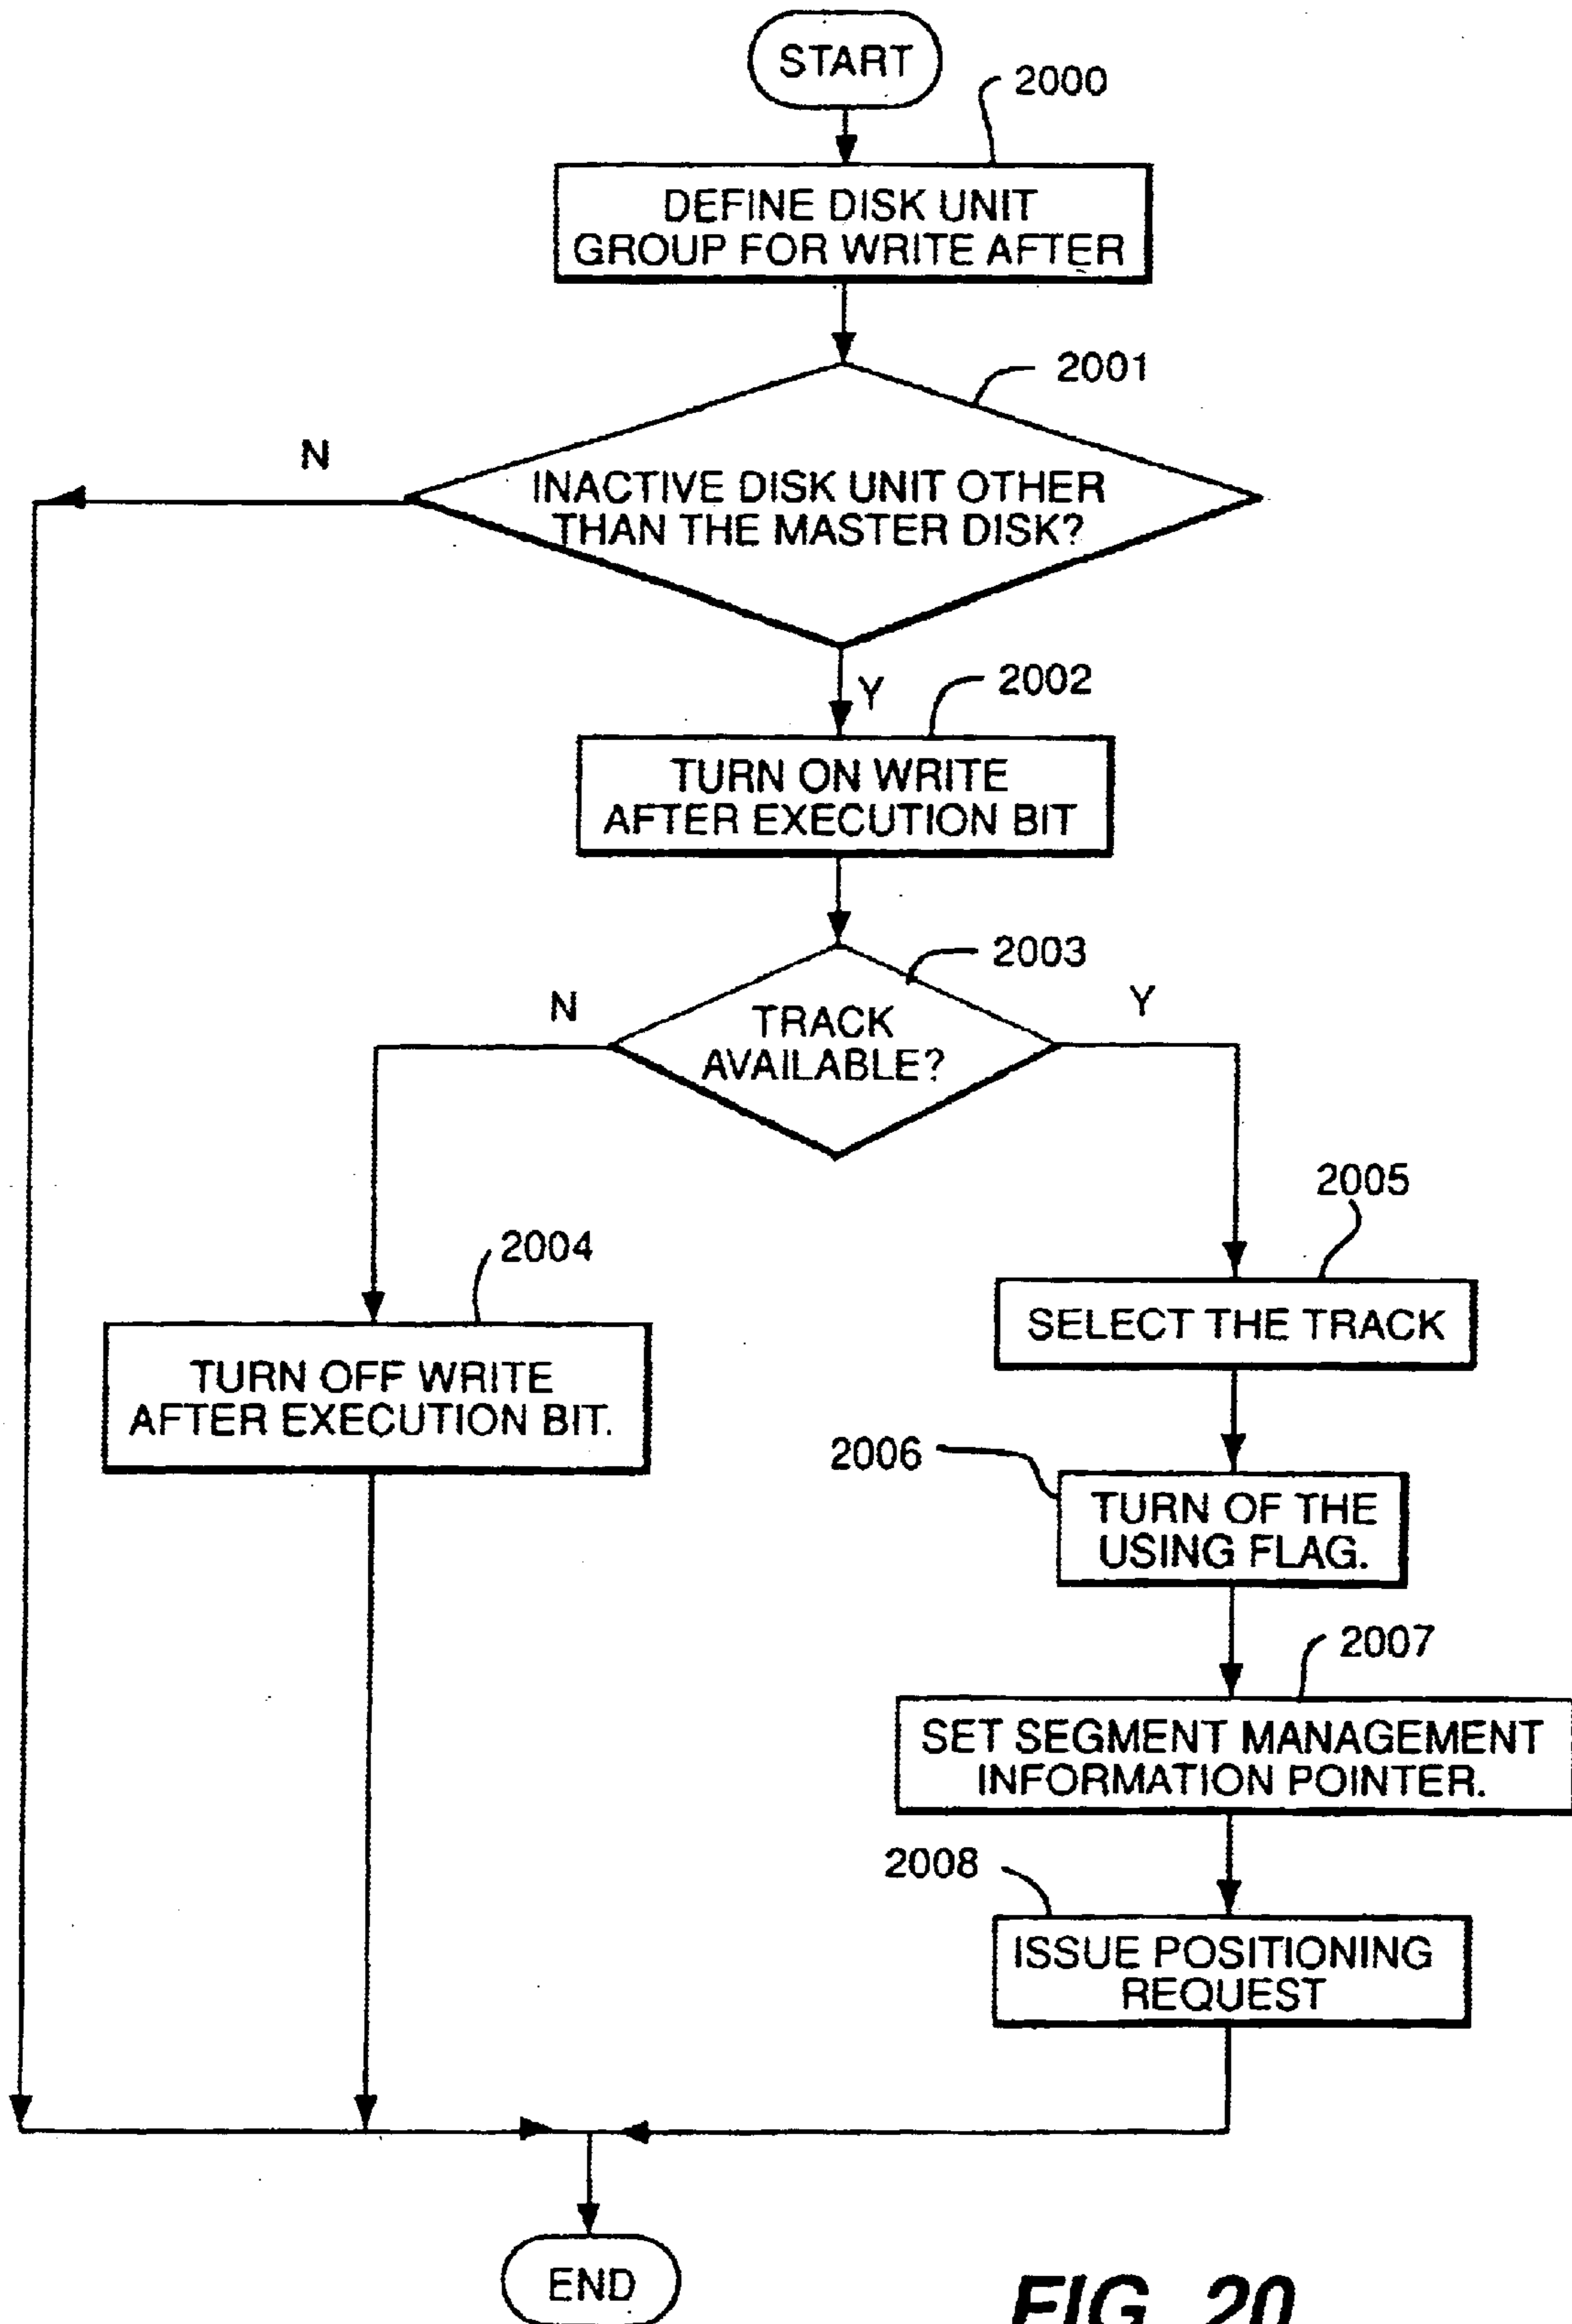 START
2000
DEFINE DISK UNIT
GROUP FOR WRITE AFTER
2001
N
INACTIVE DISK UNIT OTHER
THAN THE MASTER DISK?
Y
2002
TURN ON WRITE
AFTER EXECUTION BIT
2003
N
Y
TRACK
AVAILABLE?
2005
2004
SELECT THE TRACK
TURN OFF WRITE
AFTER EXECUTION BIT.
2006
TURN OF THE
USING FLAG.
2007
SET SEGMENT MANAGEMENT
INFORMATION POINTER.
2008
ISSUE POSITIONING
REQUEST
END
FIG. 20